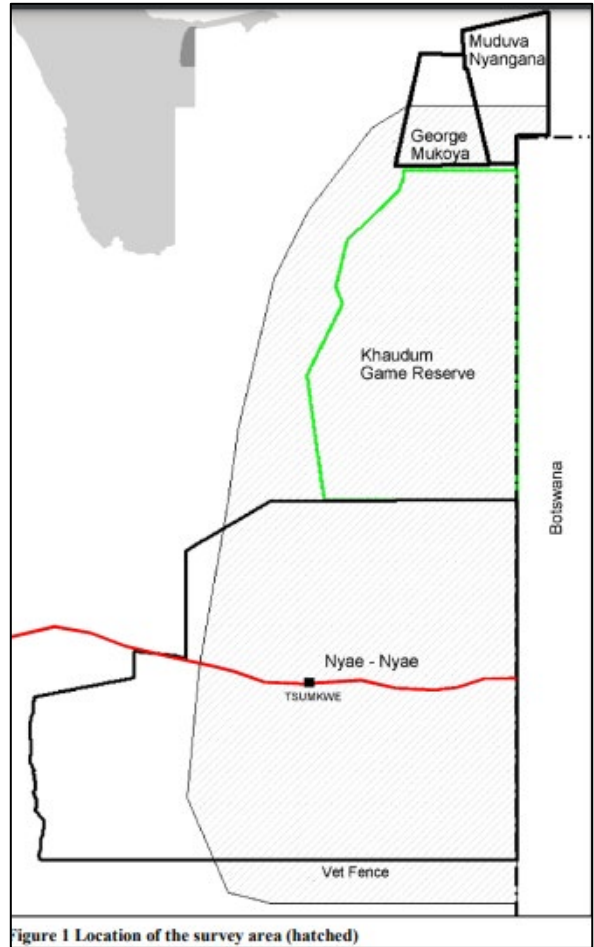 Muduva
Nyangana
George
Mukoya
Khaudum
Game Reserve
Botswana
Nyae - Nyae
TSUMKWE
Vet Fence
Figure 1 Location of the survey area (hatched)